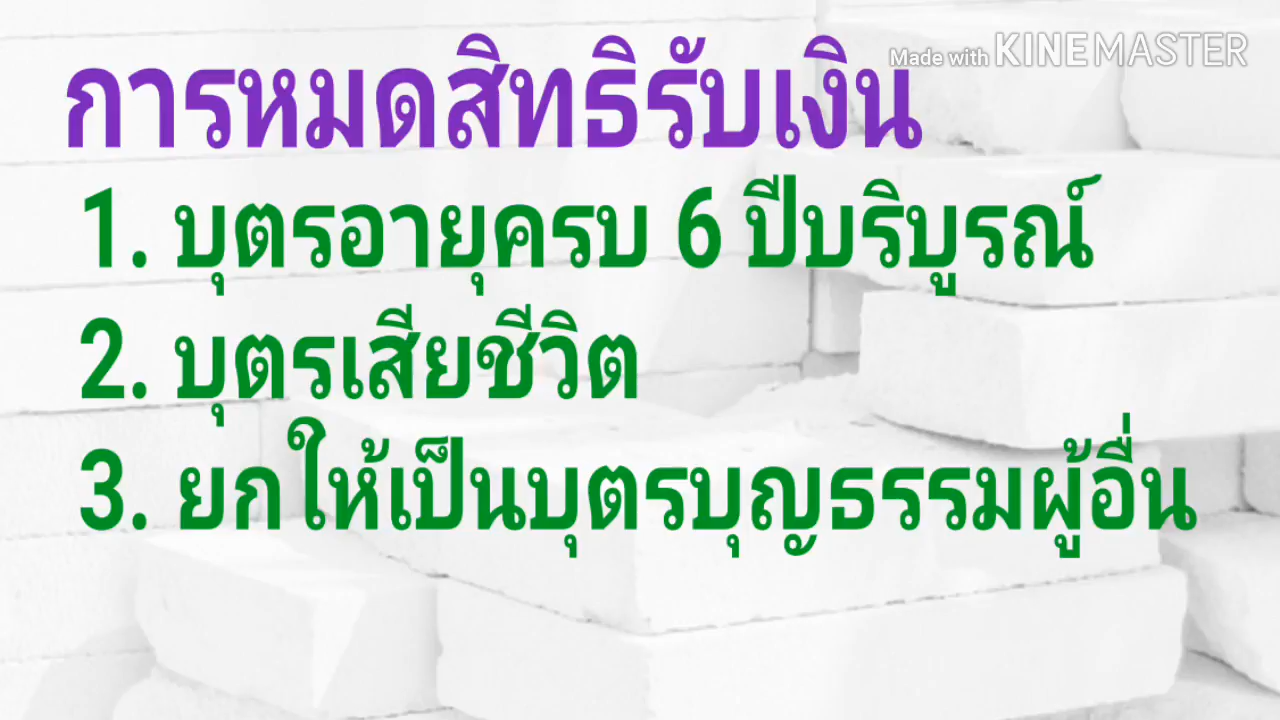 Made with KINEMASTER
การหมดสิทธิรับเงิน
1. บุตรอายุครบ 6 ปีบริบูรณ์
2. บุตรเสียชีวิต
3. ยกให้เป็นบุตรบุญธรรมผู้อื่น